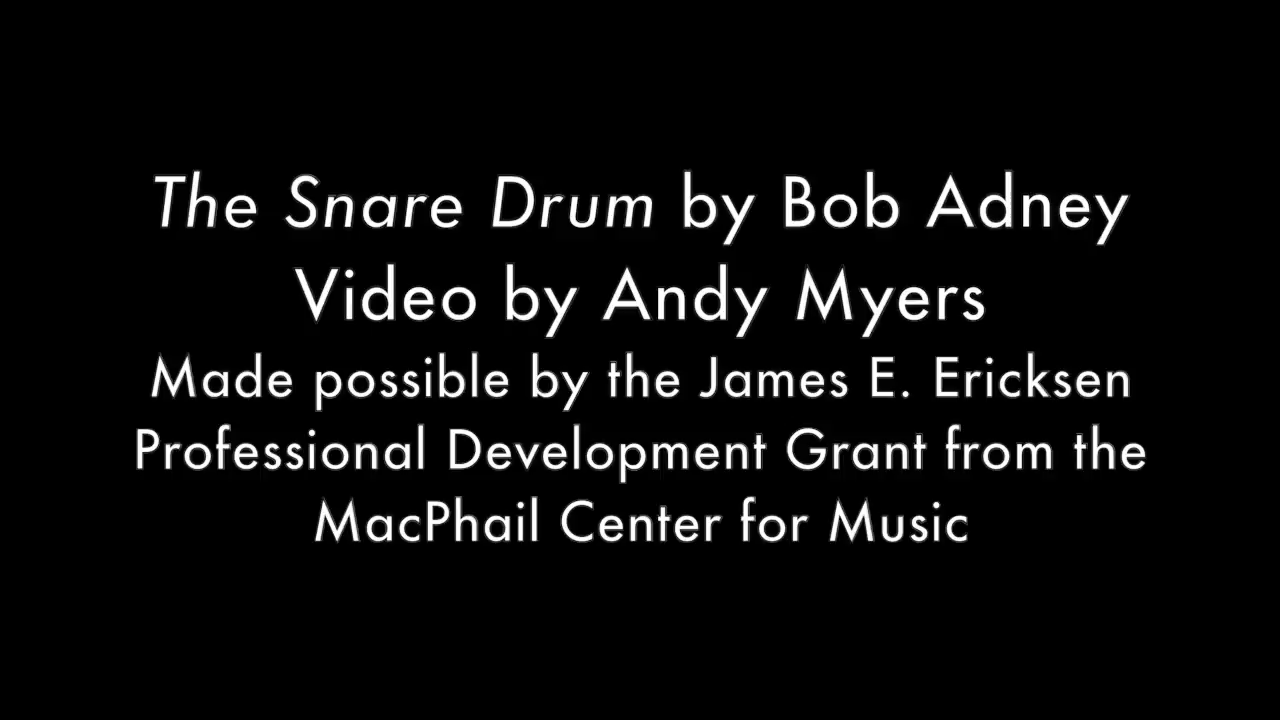 The Snare Drum by Bob Adney
Video by Andy Myers
Made possible by the James E. Ericksen
Professional Development Grant from the
MacPhail Center for Music